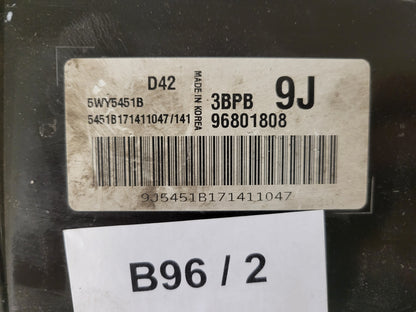 D42
5WY5451B
5451B171411047/141
MADE IN KOREA
3BPB 9J
96801808
9J5451B171411047
B96 / 2